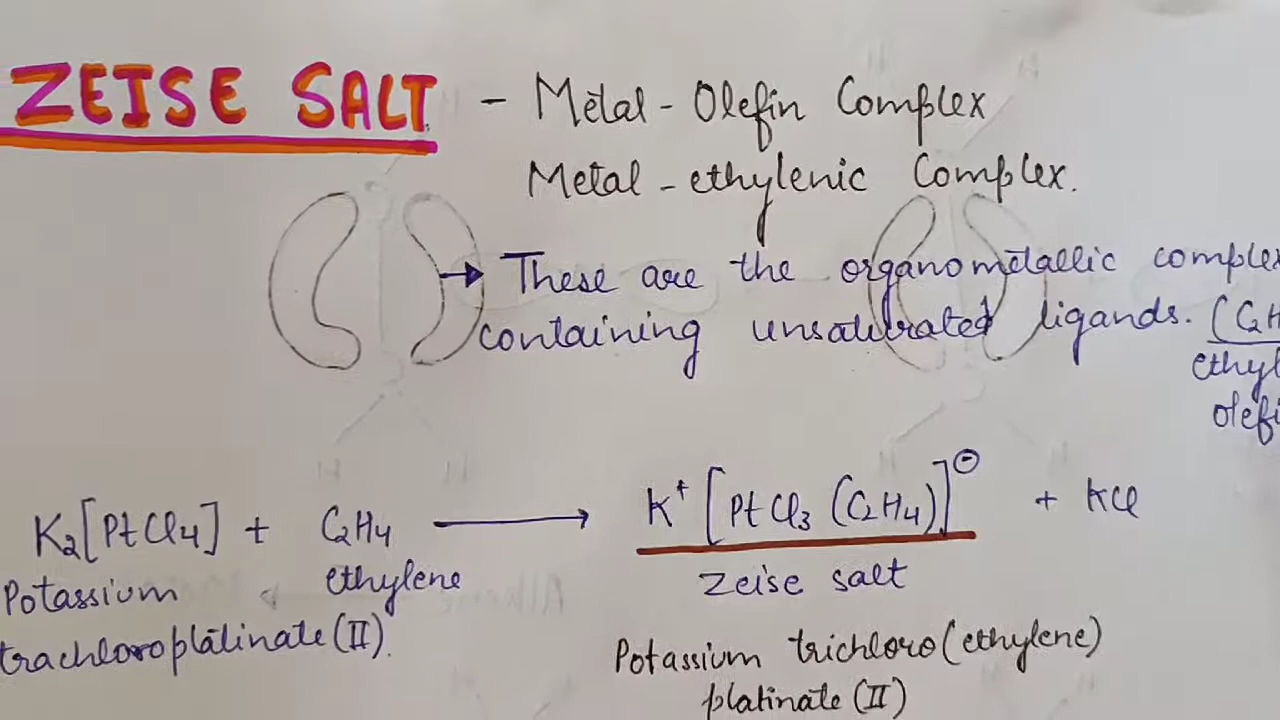 ZEISE SALT - Metal-Olefin Complex
Metal-ethylenic Complex.
→ These are the organometallic complex
containing unsaturated ligands. (C₂H
ethyl
olefi
K₂[PtCl₄] + C₂H₄ → K⁺[PtCl₃(C₂H₄)]⊖ + KCl
Potassium ethylene Zeise salt
trachloroplatinate(II).
Potassium trichloro(ethylene)
platinate(II)